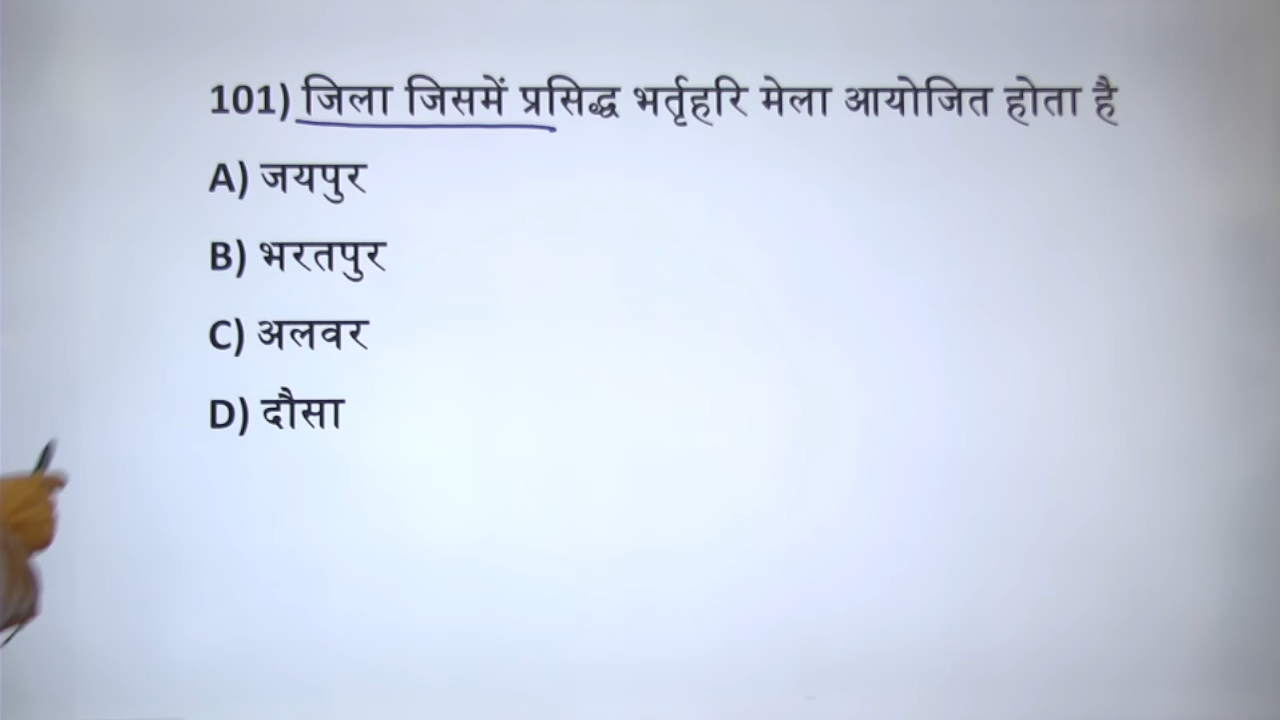 101) जिला जिसमें प्रसिद्ध भर्तृहरि मेला आयोजित होता है
A) जयपुर
B) भरतपुर
C) अलवर
D) दौसा